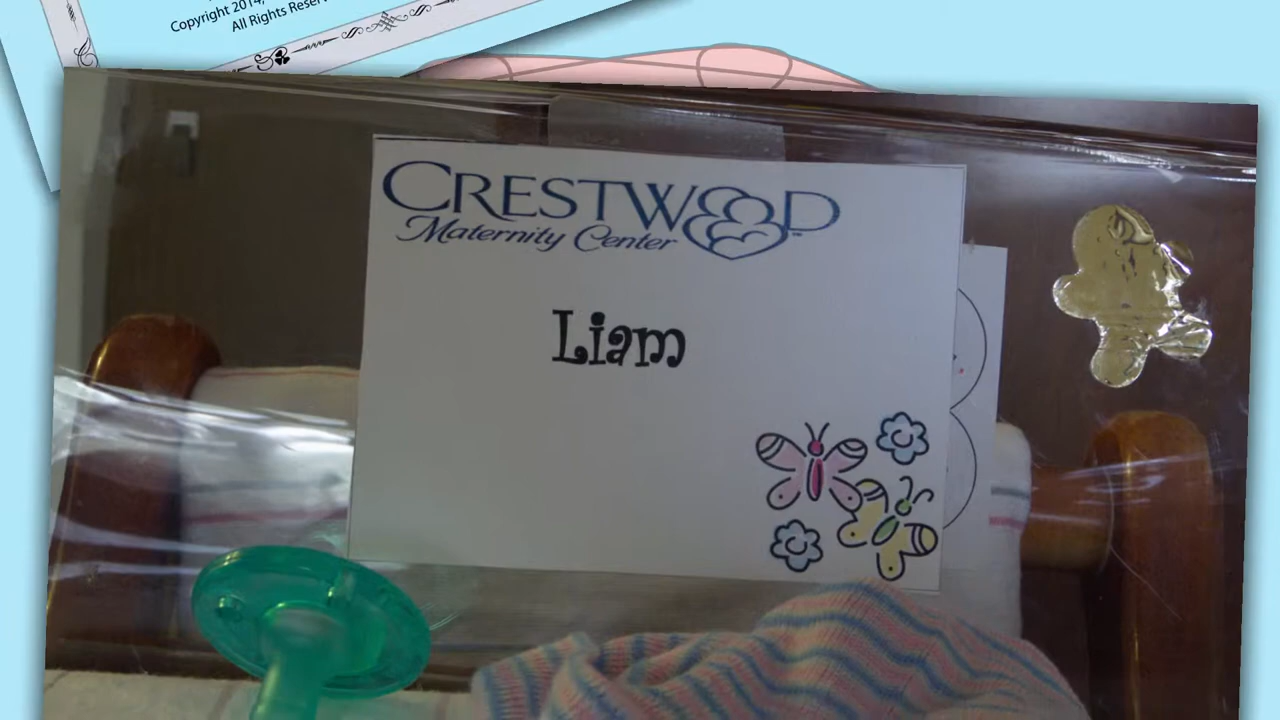 Copyright 2014,
All Rights Reser
CRESTWOOD
Maternity Center
Liam